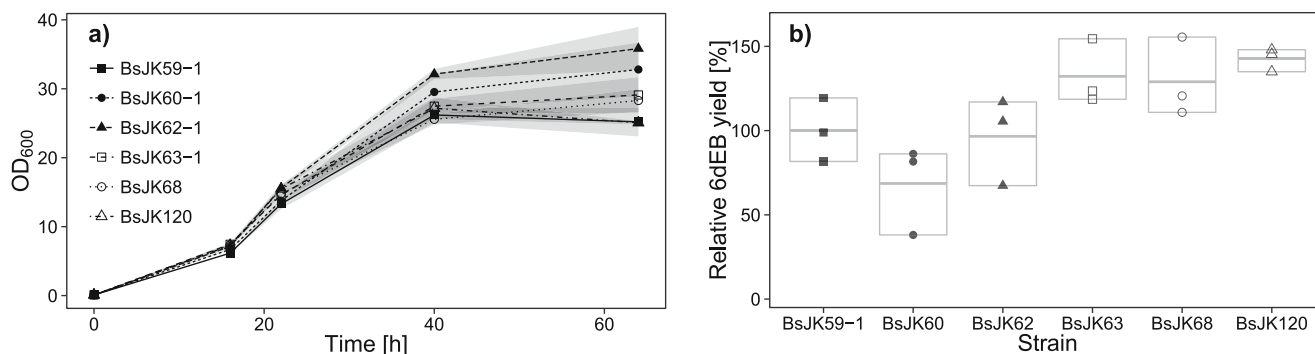 a)
40
30
20
10
0
OD600
BsJK59−1
BsJK60−1
BsJK62−1
BsJK63−1
BsJK68
BsJK120
0 20 40 60
Time [h]
b)
150
100
50
0
Relative 6dEB yield [%]
BsJK59−1 BsJK60 BsJK62 BsJK63 BsJK68 BsJK120
Strain